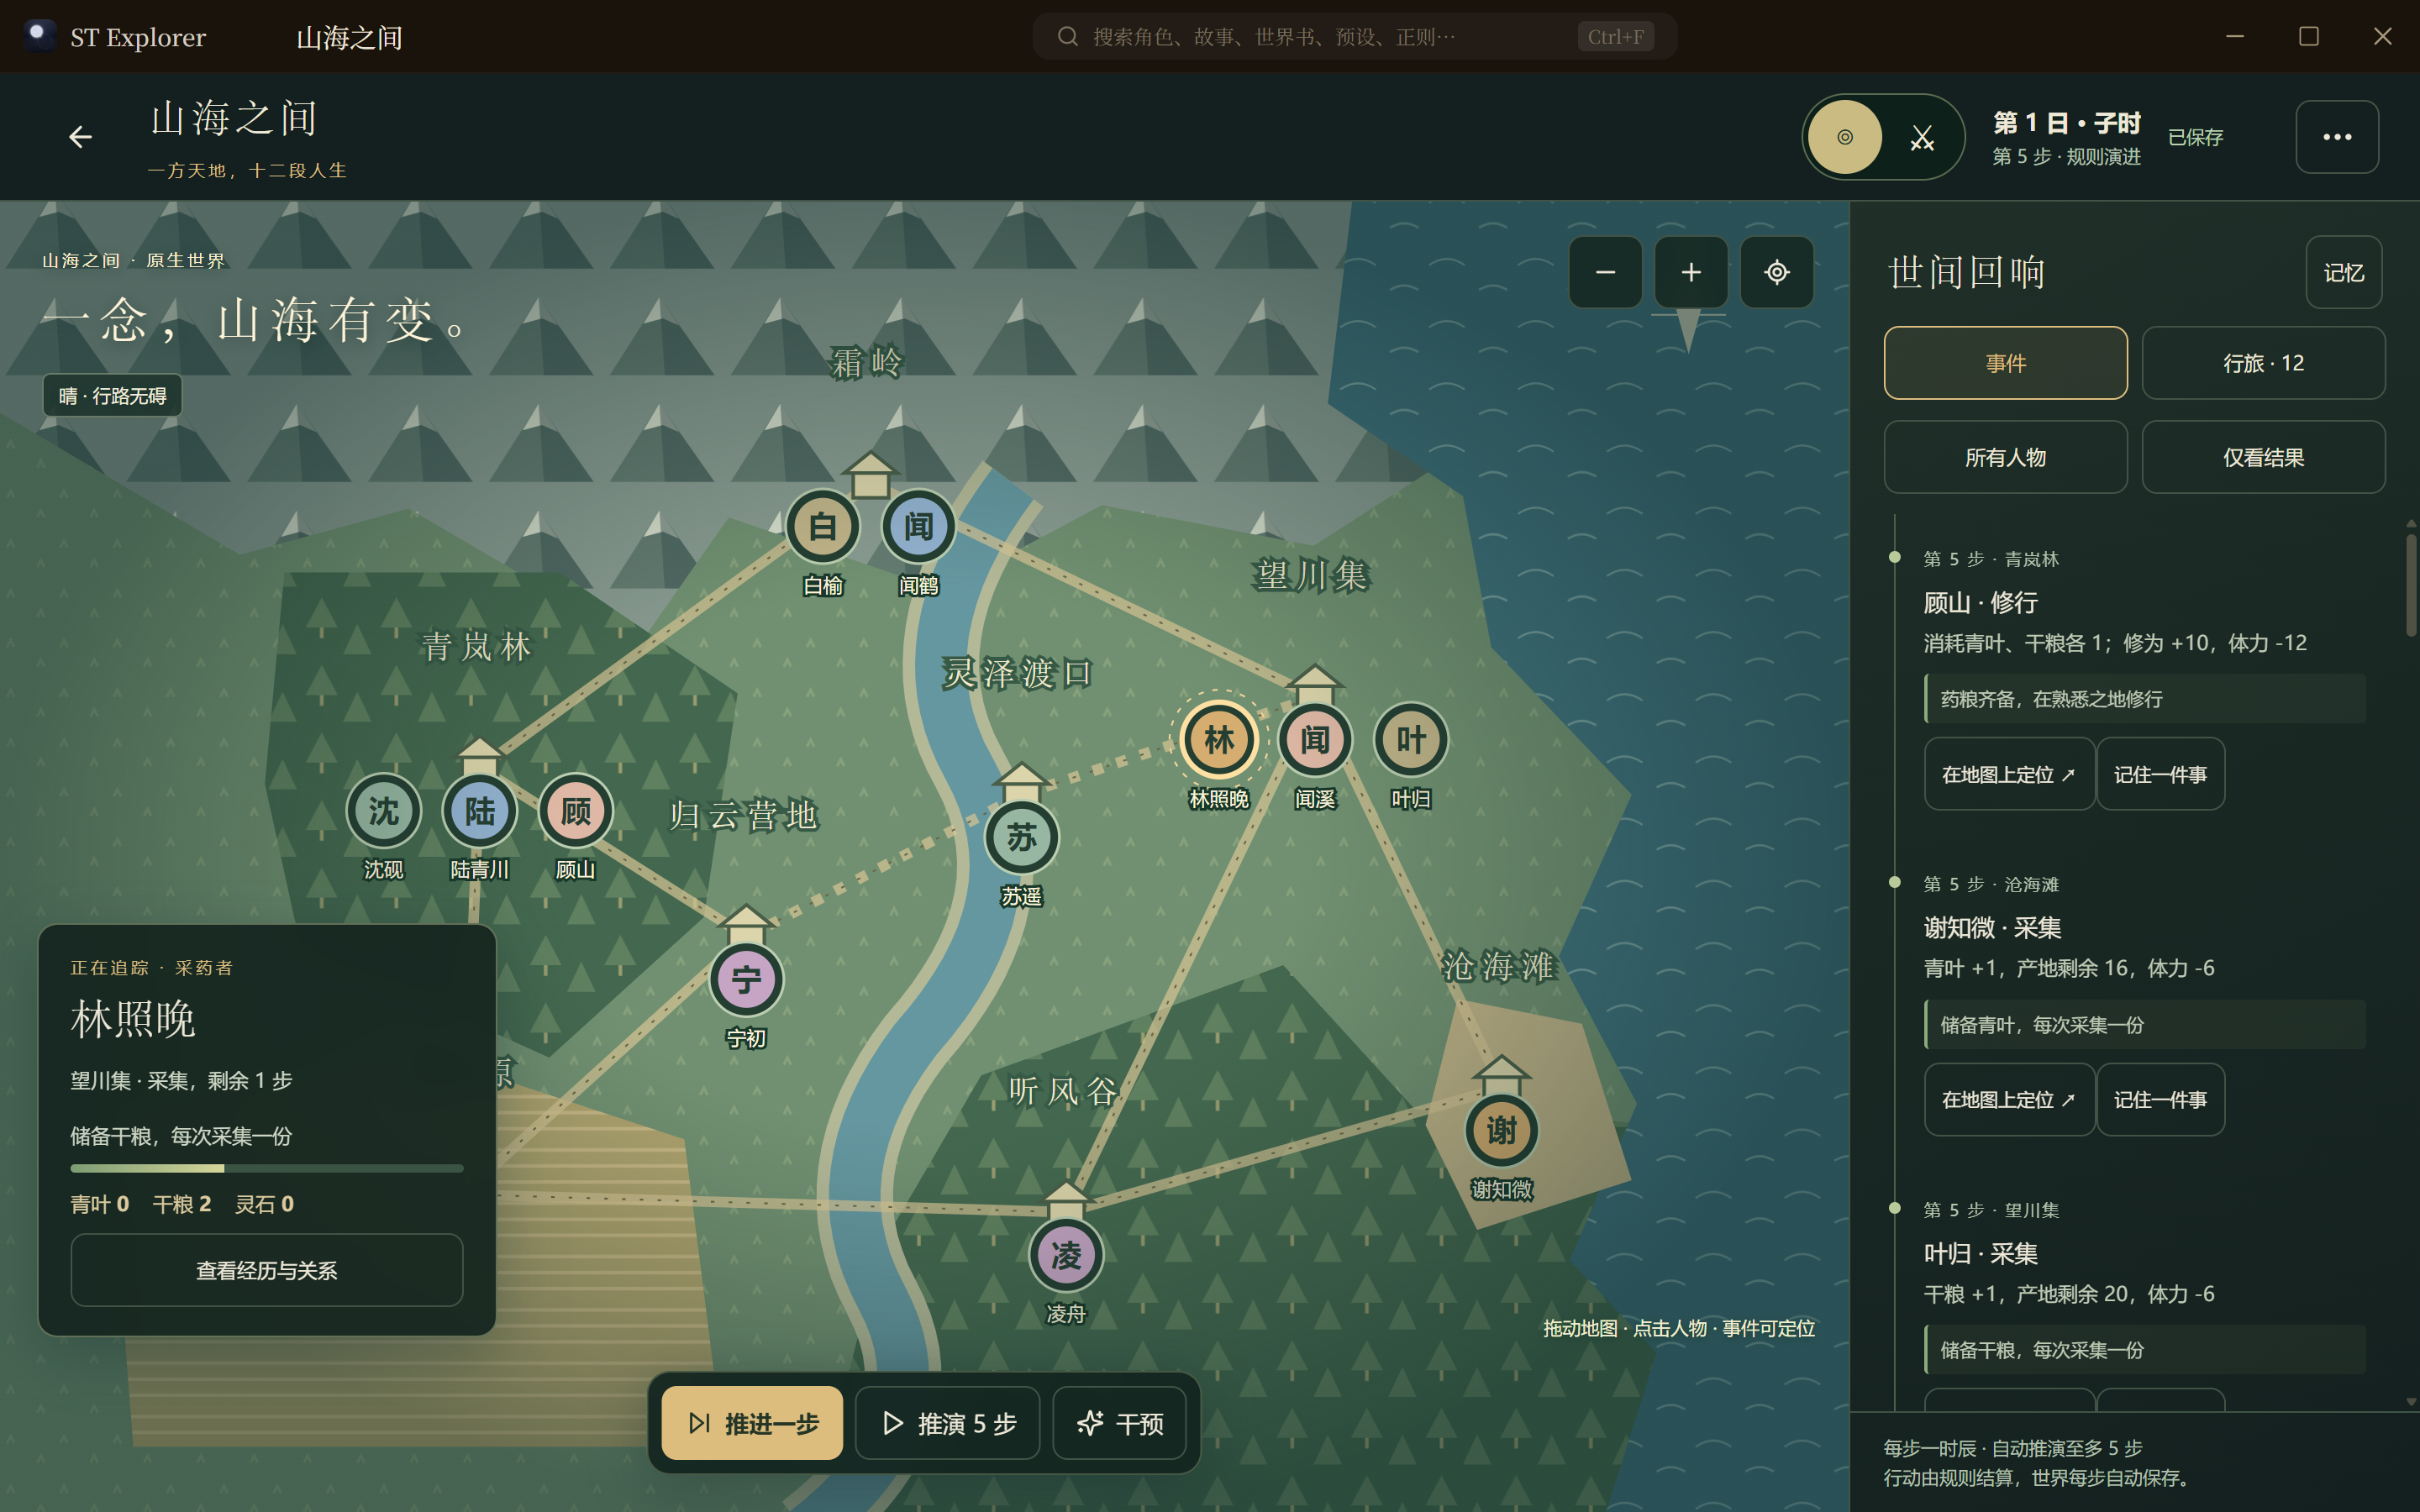 ST Explorer
山海之间
搜索角色、故事、世界书、预设、正则…
Ctrl+F
山海之间
一方天地，十二段人生
第 1 日 • 子时
第 5 步 · 规则演进
已保存
山海之间 · 原生世界
一念，山海有变。
晴 · 行路无碍
霜岭
白
闻
白榆
闻鹤
望川集
青岚林
灵泽渡口
林
闻
叶
林照晚
闻溪
叶归
沈
陆
顾
沈砚
陆青川
顾山
归云营地
苏
苏遥
宁
宁初
沧海滩
听风谷
谢
谢知微
凌
凌舟
原
正在追踪 · 采药者
林照晚
望川集 · 采集，剩余 1 步
储备干粮，每次采集一份
青叶 0 干粮 2 灵石 0
查看经历与关系
拖动地图 · 点击人物 · 事件可定位
推进一步
推演 5 步
干预
世间回响
记忆
事件
行旅 · 12
所有人物
仅看结果
第 5 步 · 青岚林
顾山 · 修行
消耗青叶、干粮各 1；修为 +10，体力 -12
药粮齐备，在熟悉之地修行
在地图上定位 ↗
记住一件事
第 5 步 · 沧海滩
谢知微 · 采集
青叶 +1，产地剩余 16，体力 -6
储备青叶，每次采集一份
在地图上定位 ↗
记住一件事
第 5 步 · 望川集
叶归 · 采集
干粮 +1，产地剩余 20，体力 -6
储备干粮，每次采集一份
每步一时辰 · 自动推演至多 5 步
行动由规则结算，世界每步自动保存。